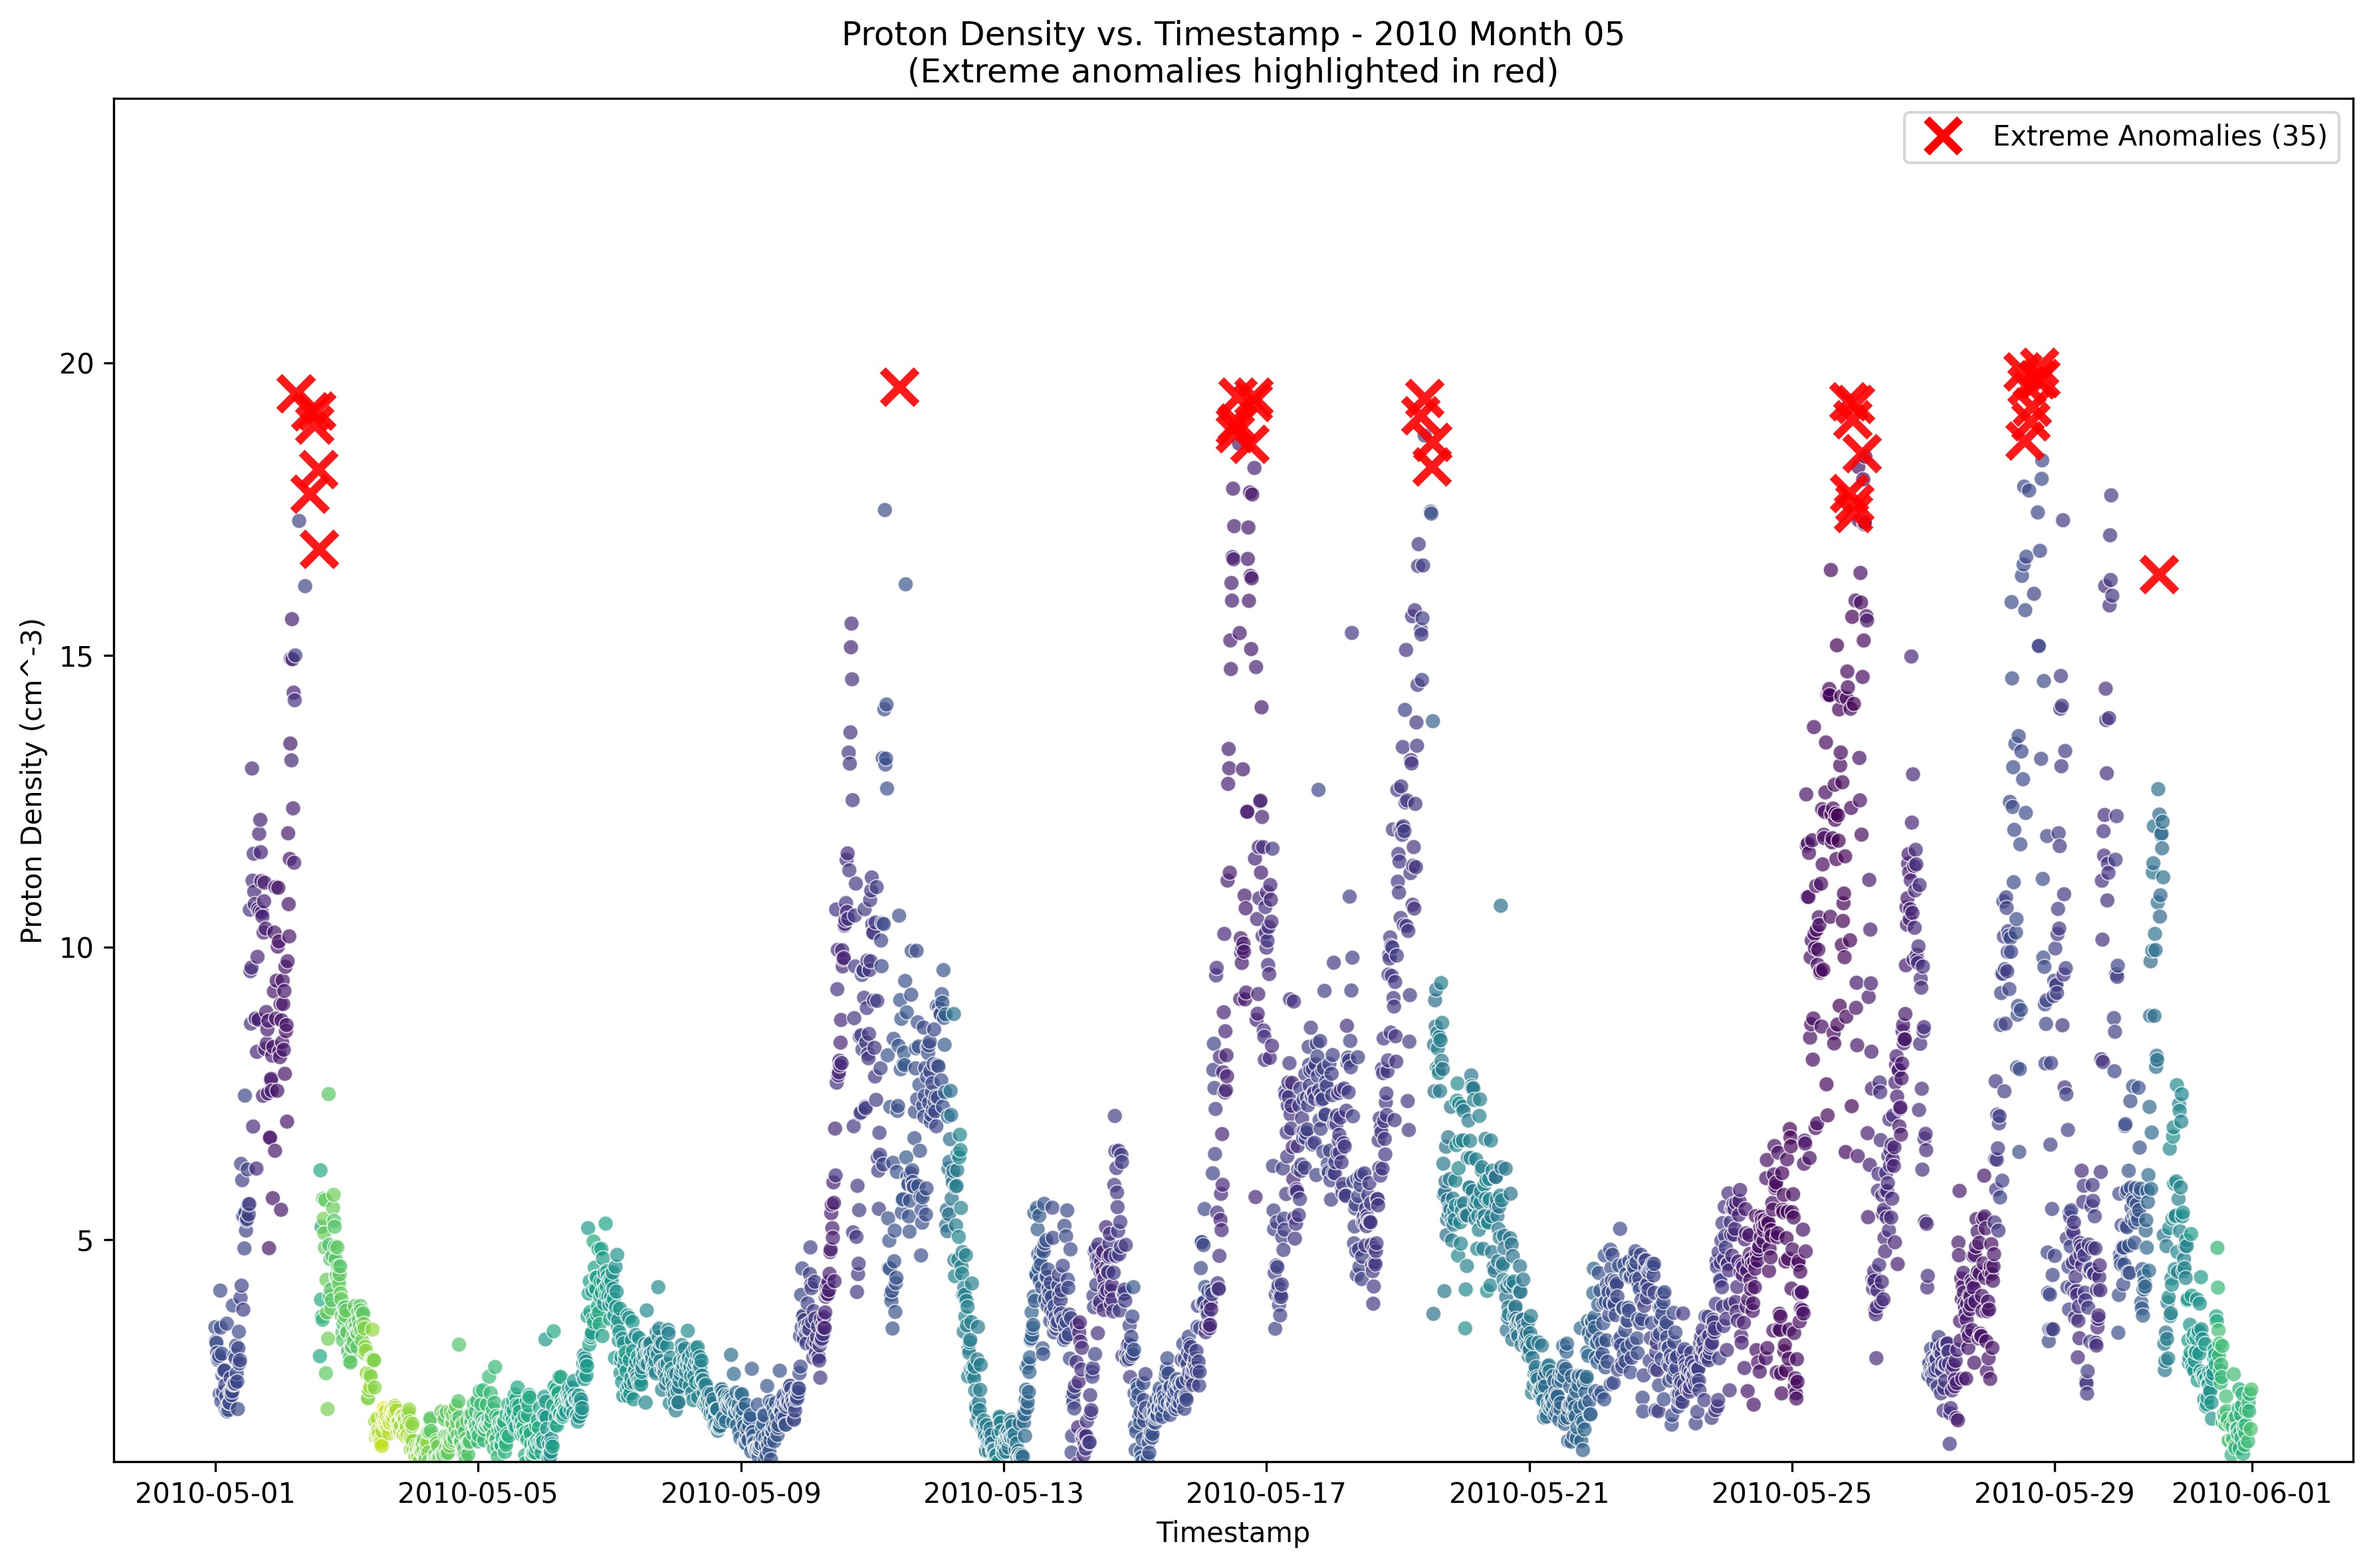 Proton Density vs. Timestamp - 2010 Month 05
(Extreme anomalies highlighted in red)
Extreme Anomalies (35)
Proton Density (cm^-3)
20
15
10
5
2010-05-01 2010-05-05 2010-05-09 2010-05-13 2010-05-17 2010-05-21 2010-05-25 2010-05-29 2010-06-01
Timestamp